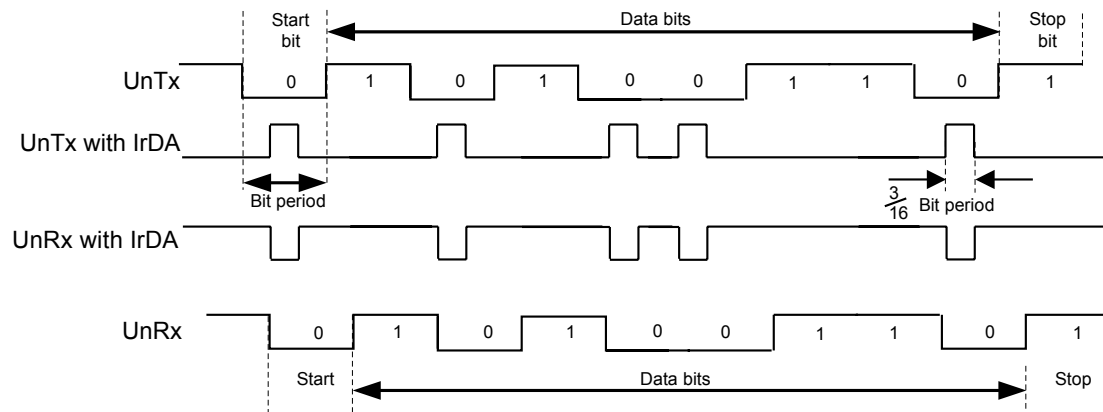 Start
bit
Data bits
Stop
bit
UnTx
0 1 0 1 0 0 1 1 0 1
UnTx with IrDA
Bit period
3/16 Bit period
UnRx with IrDA
UnRx
0 1 0 1 0 0 1 1 0 1
Start
Data bits
Stop